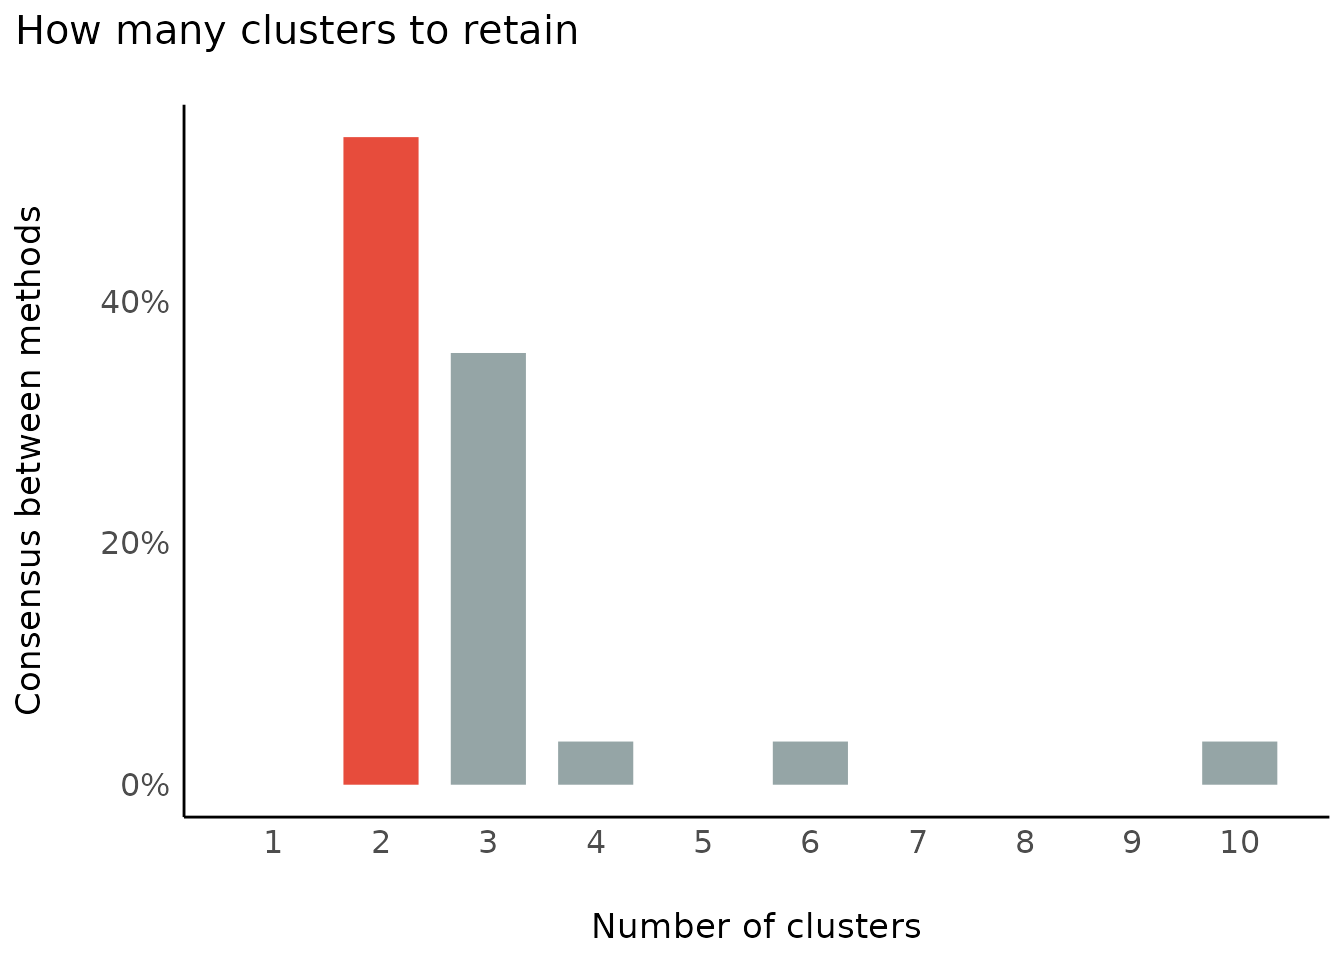 How many clusters to retain
Consensus between methods
40%
20%
0%
1 2 3 4 5 6 7 8 9 10
Number of clusters